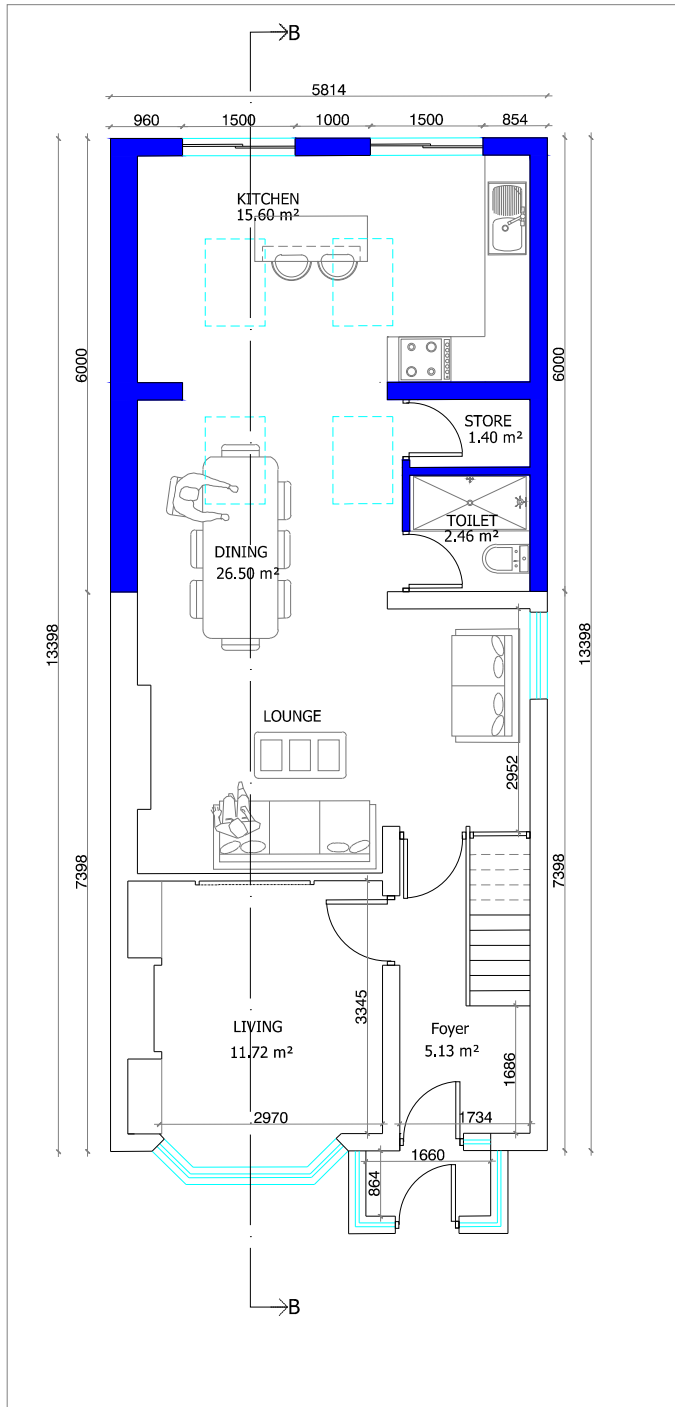 B
5814
960 1500 1000 1500 854
KITCHEN
15.60 m²
6000
6000
STORE
1.40 m²
TOILET
2.46 m²
DINING
26.50 m²
13398
13398
LOUNGE
2952
7398
7398
3345
LIVING
11.72 m²
Foyer
5.13 m²
1686
2970
1734
1660
864
B